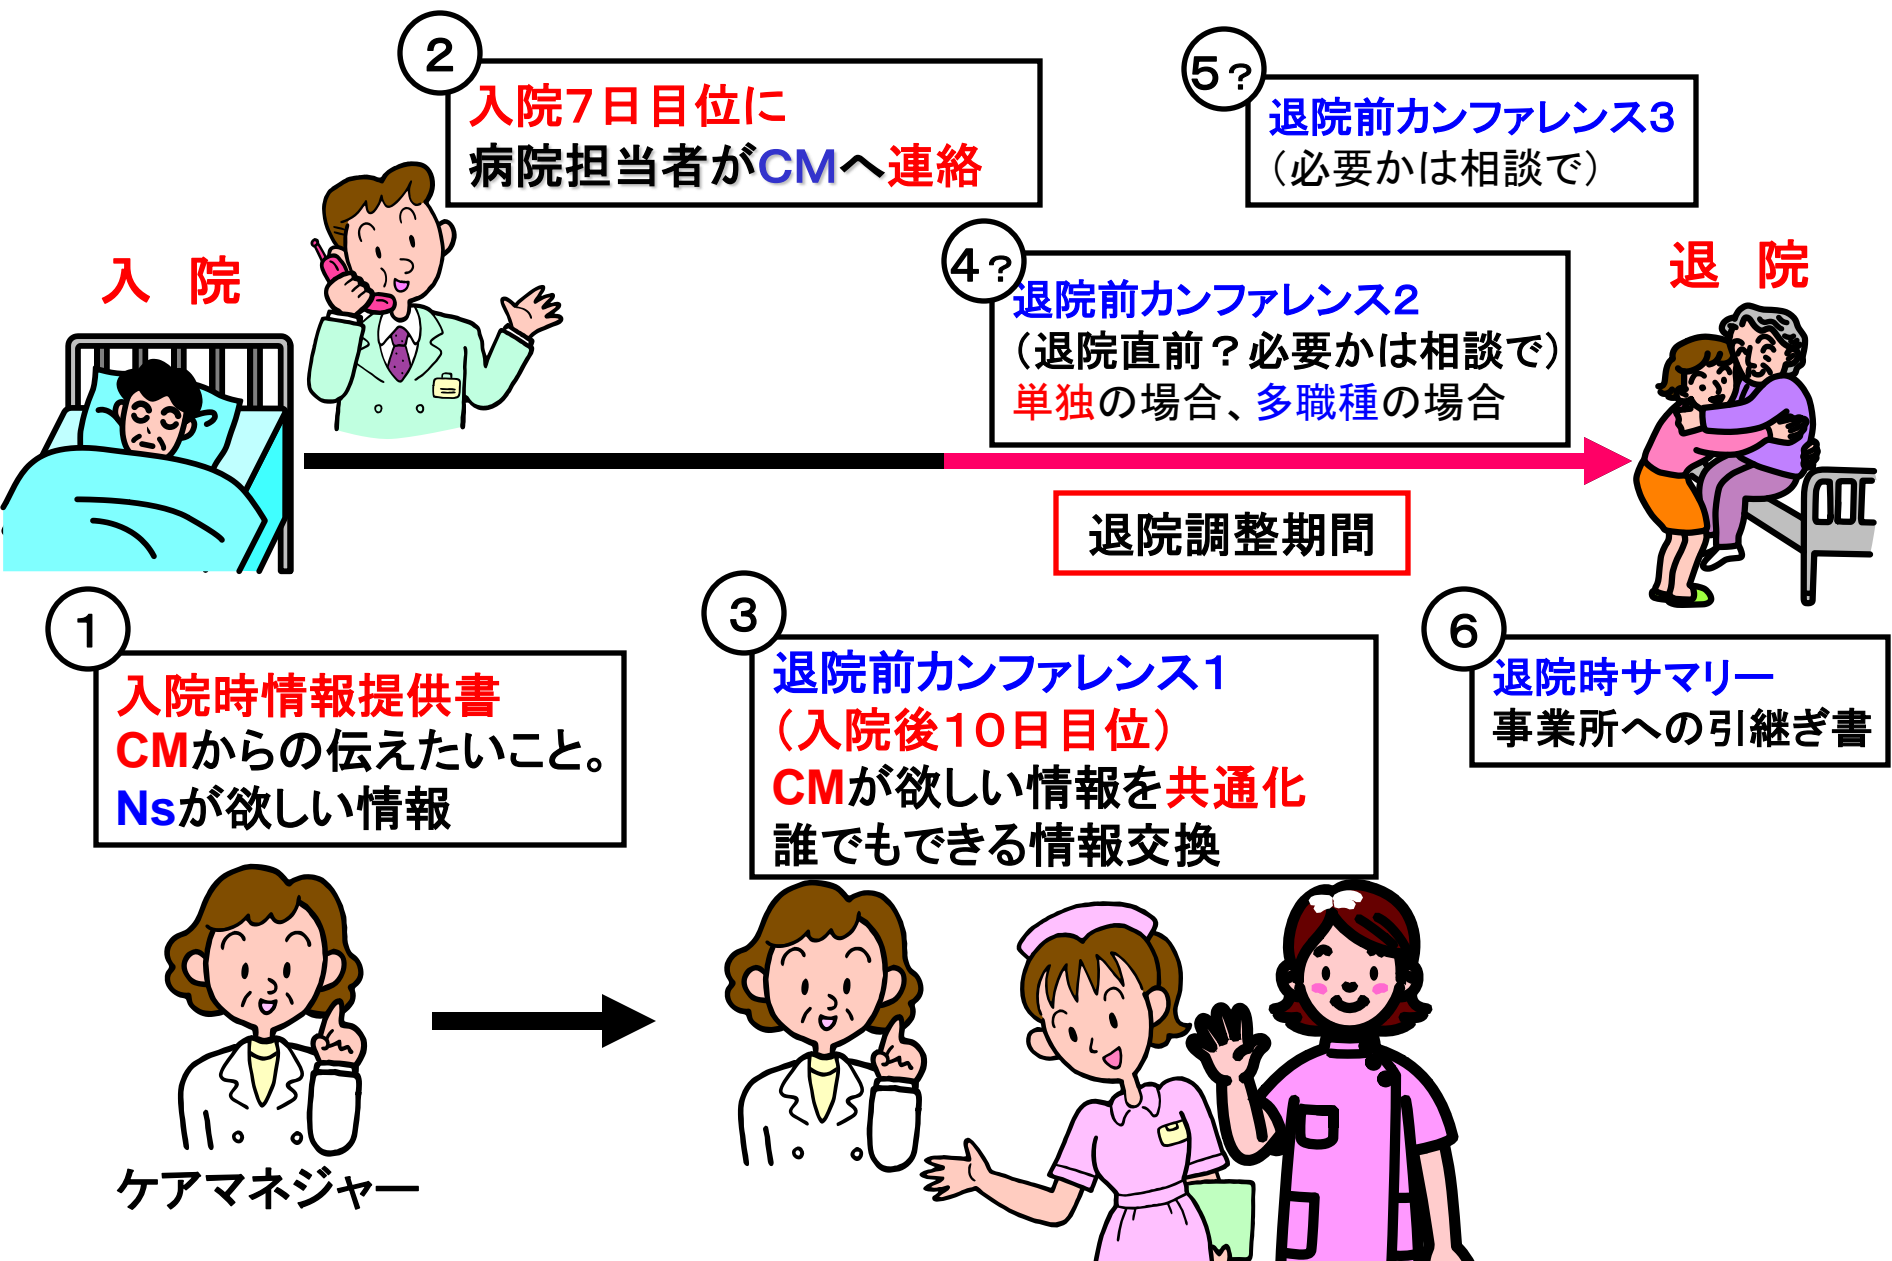 入 院
②
入院７日目位に
病院担当者がCMへ連絡
5?
退院前カンファレンス３
（必要かは相談で）
4?
退院前カンファレンス２
（退院直前？必要かは相談で）
単独の場合、多職種の場合
退 院
退院調整期間
1
入院時情報提供書
CMからの伝えたいこと。
Nsが欲しい情報
ケアマネジャー
3
退院前カンファレンス１
（入院後１０日目位）
CMが欲しい情報を共通化
誰でもできる情報交換
6
退院時サマリー
事業所への引継ぎ書